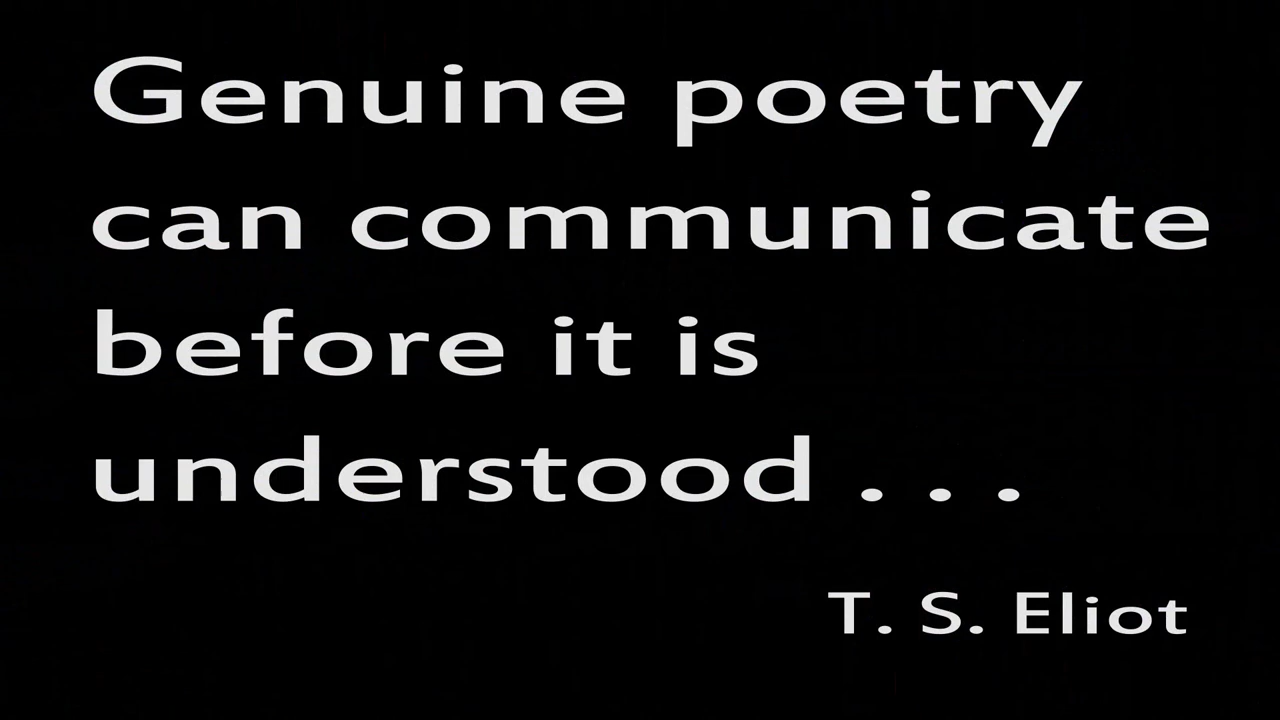 Genuine poetry
can communicate
before it is
understood . . .
T. S. Eliot